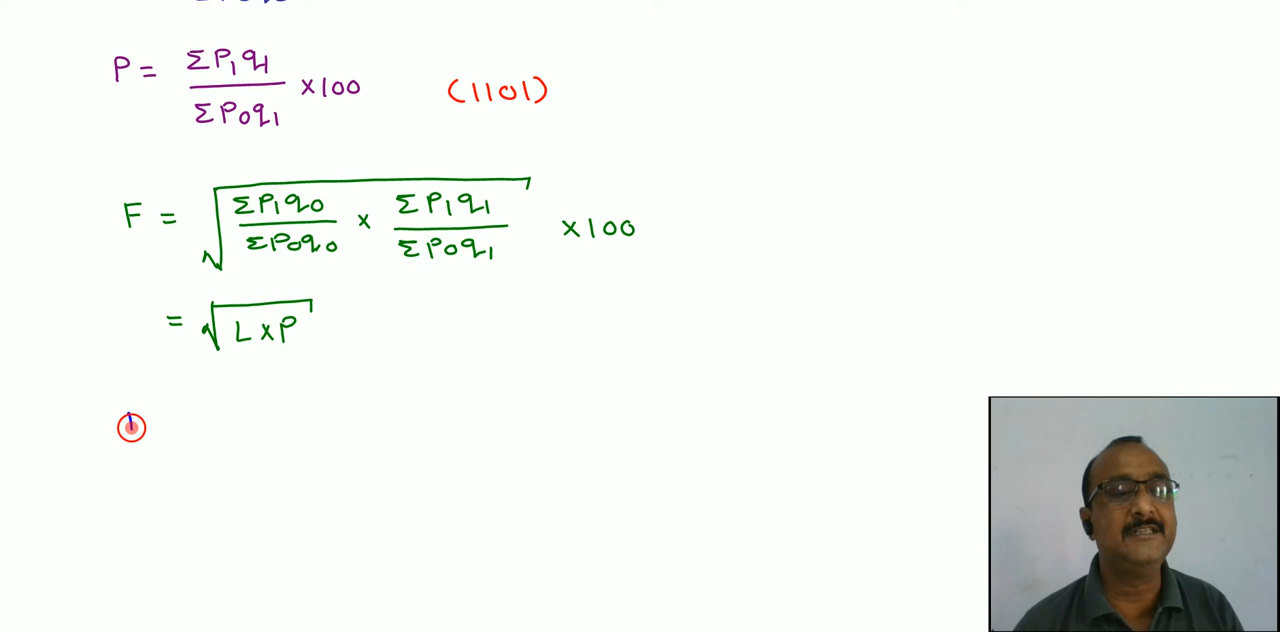 P = ΣP₁q₁ / ΣP₀q₁ ×100 (1101)
F = √(ΣP₁q₀ / ΣP₀q₀ × ΣP₁q₁ / ΣP₀q₁) ×100
= √(L×P)